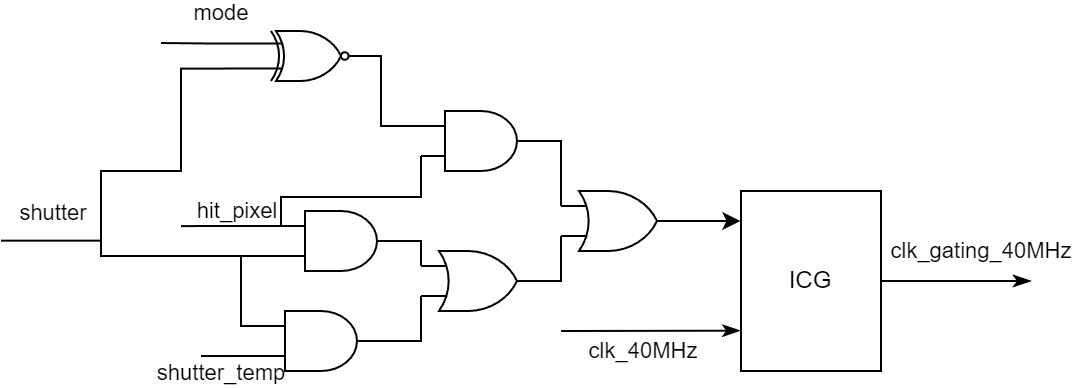 mode
shutter
hit_pixel
clk_gating_40MHz
ICG
clk_40MHz
shutter_temp